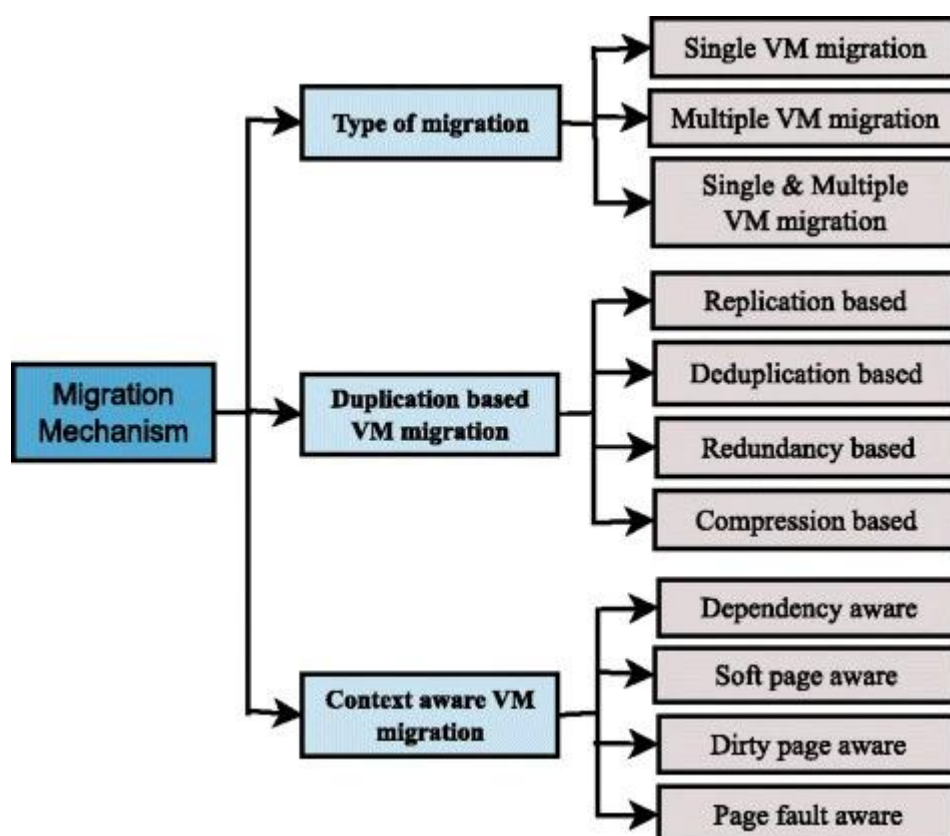 Migration
Mechanism
Type of migration
Single VM migration
Multiple VM migration
Single & Multiple
VM migration
Duplication based
VM migration
Replication based
Deduplication based
Redundancy based
Compression based
Context aware VM
migration
Dependency aware
Soft page aware
Dirty page aware
Page fault aware